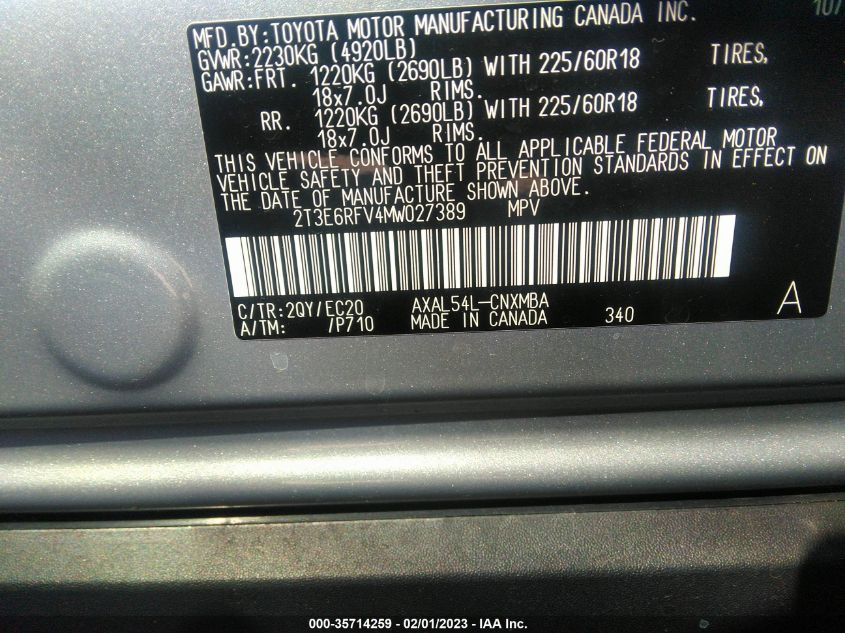 MFD.BY:TOYOTA MOTOR MANUFACTURING CANADA INC. 10/
GVWR:2230KG (4920LB)
GAWR:FRT. 1220KG (2690LB) WITH 225/60R18 TIRES,
18x7.0J RIMS.
RR. 1220KG (2690LB) WITH 225/60R18 TIRES,
18x7.0J RIMS.
THIS VEHICLE CONFORMS TO ALL APPLICABLE FEDERAL MOTOR
VEHICLE SAFETY AND THEFT PREVENTION STANDARDS IN EFFECT ON
THE DATE OF MANUFACTURE SHOWN ABOVE.
2T3E6RFV4MW027389 MPV
C/TR:2QY/EC20 AXAL54L-CNXMBA A
A/TM: /P710 MADE IN CANADA 340
000-35714259 - 02/01/2023 - IAA Inc.